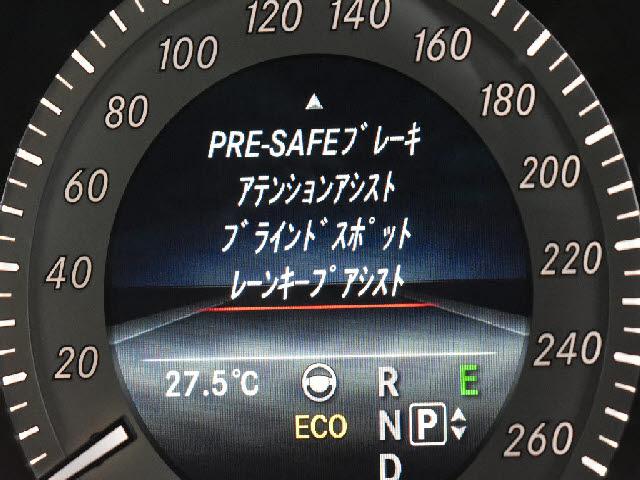 120 140
100 160
80 180
PRE-SAFEブレーキ
アテンションアシスト
60 200
ブラインドスポット
40 220
レーンキープアシスト
20 240
27.5℃ R E
ECO N P
260
D